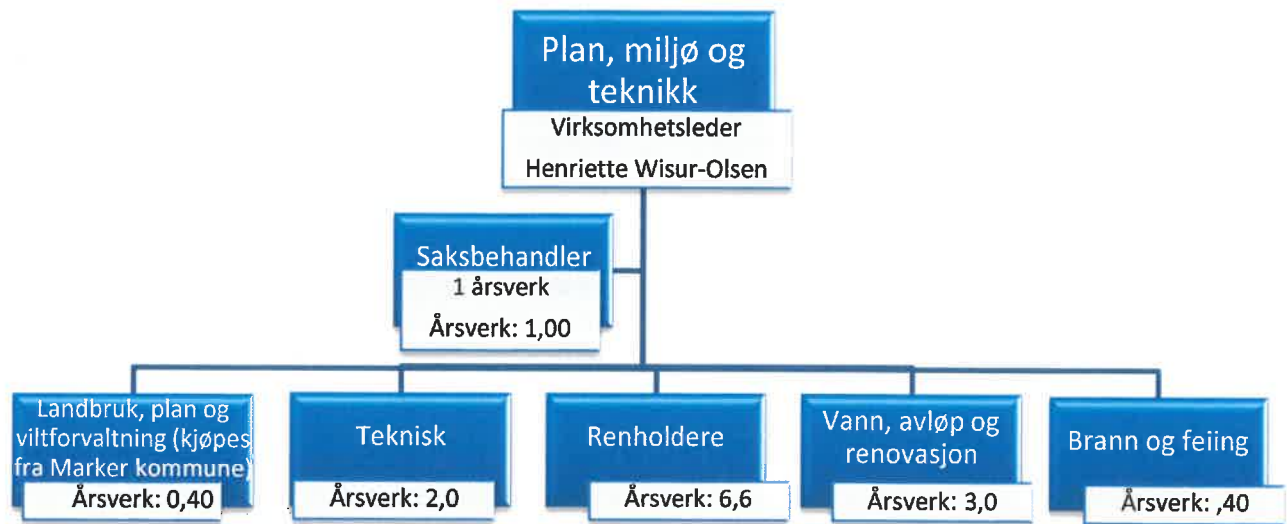 Plan, miljø og
teknikk
Virksomhetsleder
Henriette Wisur-Olsen
Saksbehandler
1 årsverk
Årsverk: 1,00
Landbruk, plan og
viltforvaltning (kjøpes
fra Marker kommune)
Årsverk: 0,40
Teknisk
Årsverk: 2,0
Renholdere
Årsverk: 6,6
Vann, avløp og
renovasjon
Årsverk: 3,0
Brann og feiing
Årsverk: ,40